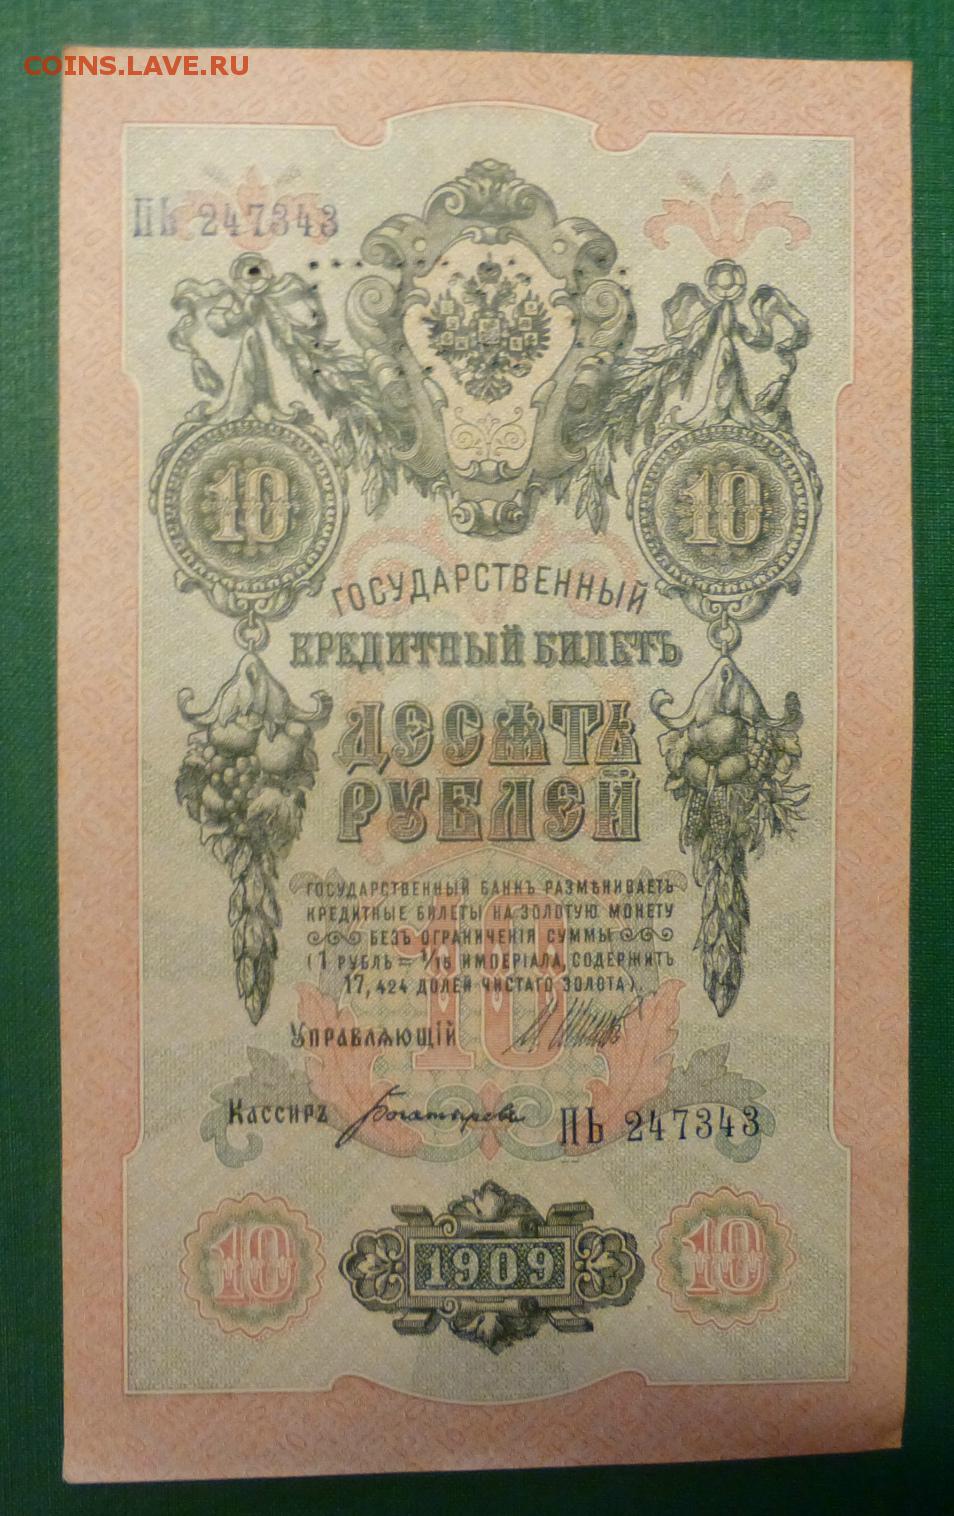 COINS.LAVE.RU
ПЬ 247343
10 10
ГОСУДАРСТВЕННЫЙ
КРЕДИТНЫЙ БИЛЕТЪ
ДЕСЯТЬ
РУБЛЕЙ
ГОСУДАРСТВЕННЫЙ БАНКЪ РАЗМѢНИВАЕТЪ
КРЕДИТНЫЕ БИЛЕТЫ НА ЗОЛОТУЮ МОНЕТУ
БЕЗЪ ОГРАНИЧЕНІЯ СУММЫ
(1 РУБЛЬ = 1/15 ИМПЕРІАЛА, СОДЕРЖИТЪ
17,424 ДОЛЕЙ ЧИСТАГО ЗОЛОТА).
10
УПРАВЛЯЮЩІЙ
КАССИРЪ Богатыревъ ПЬ 247343
10 1909 10